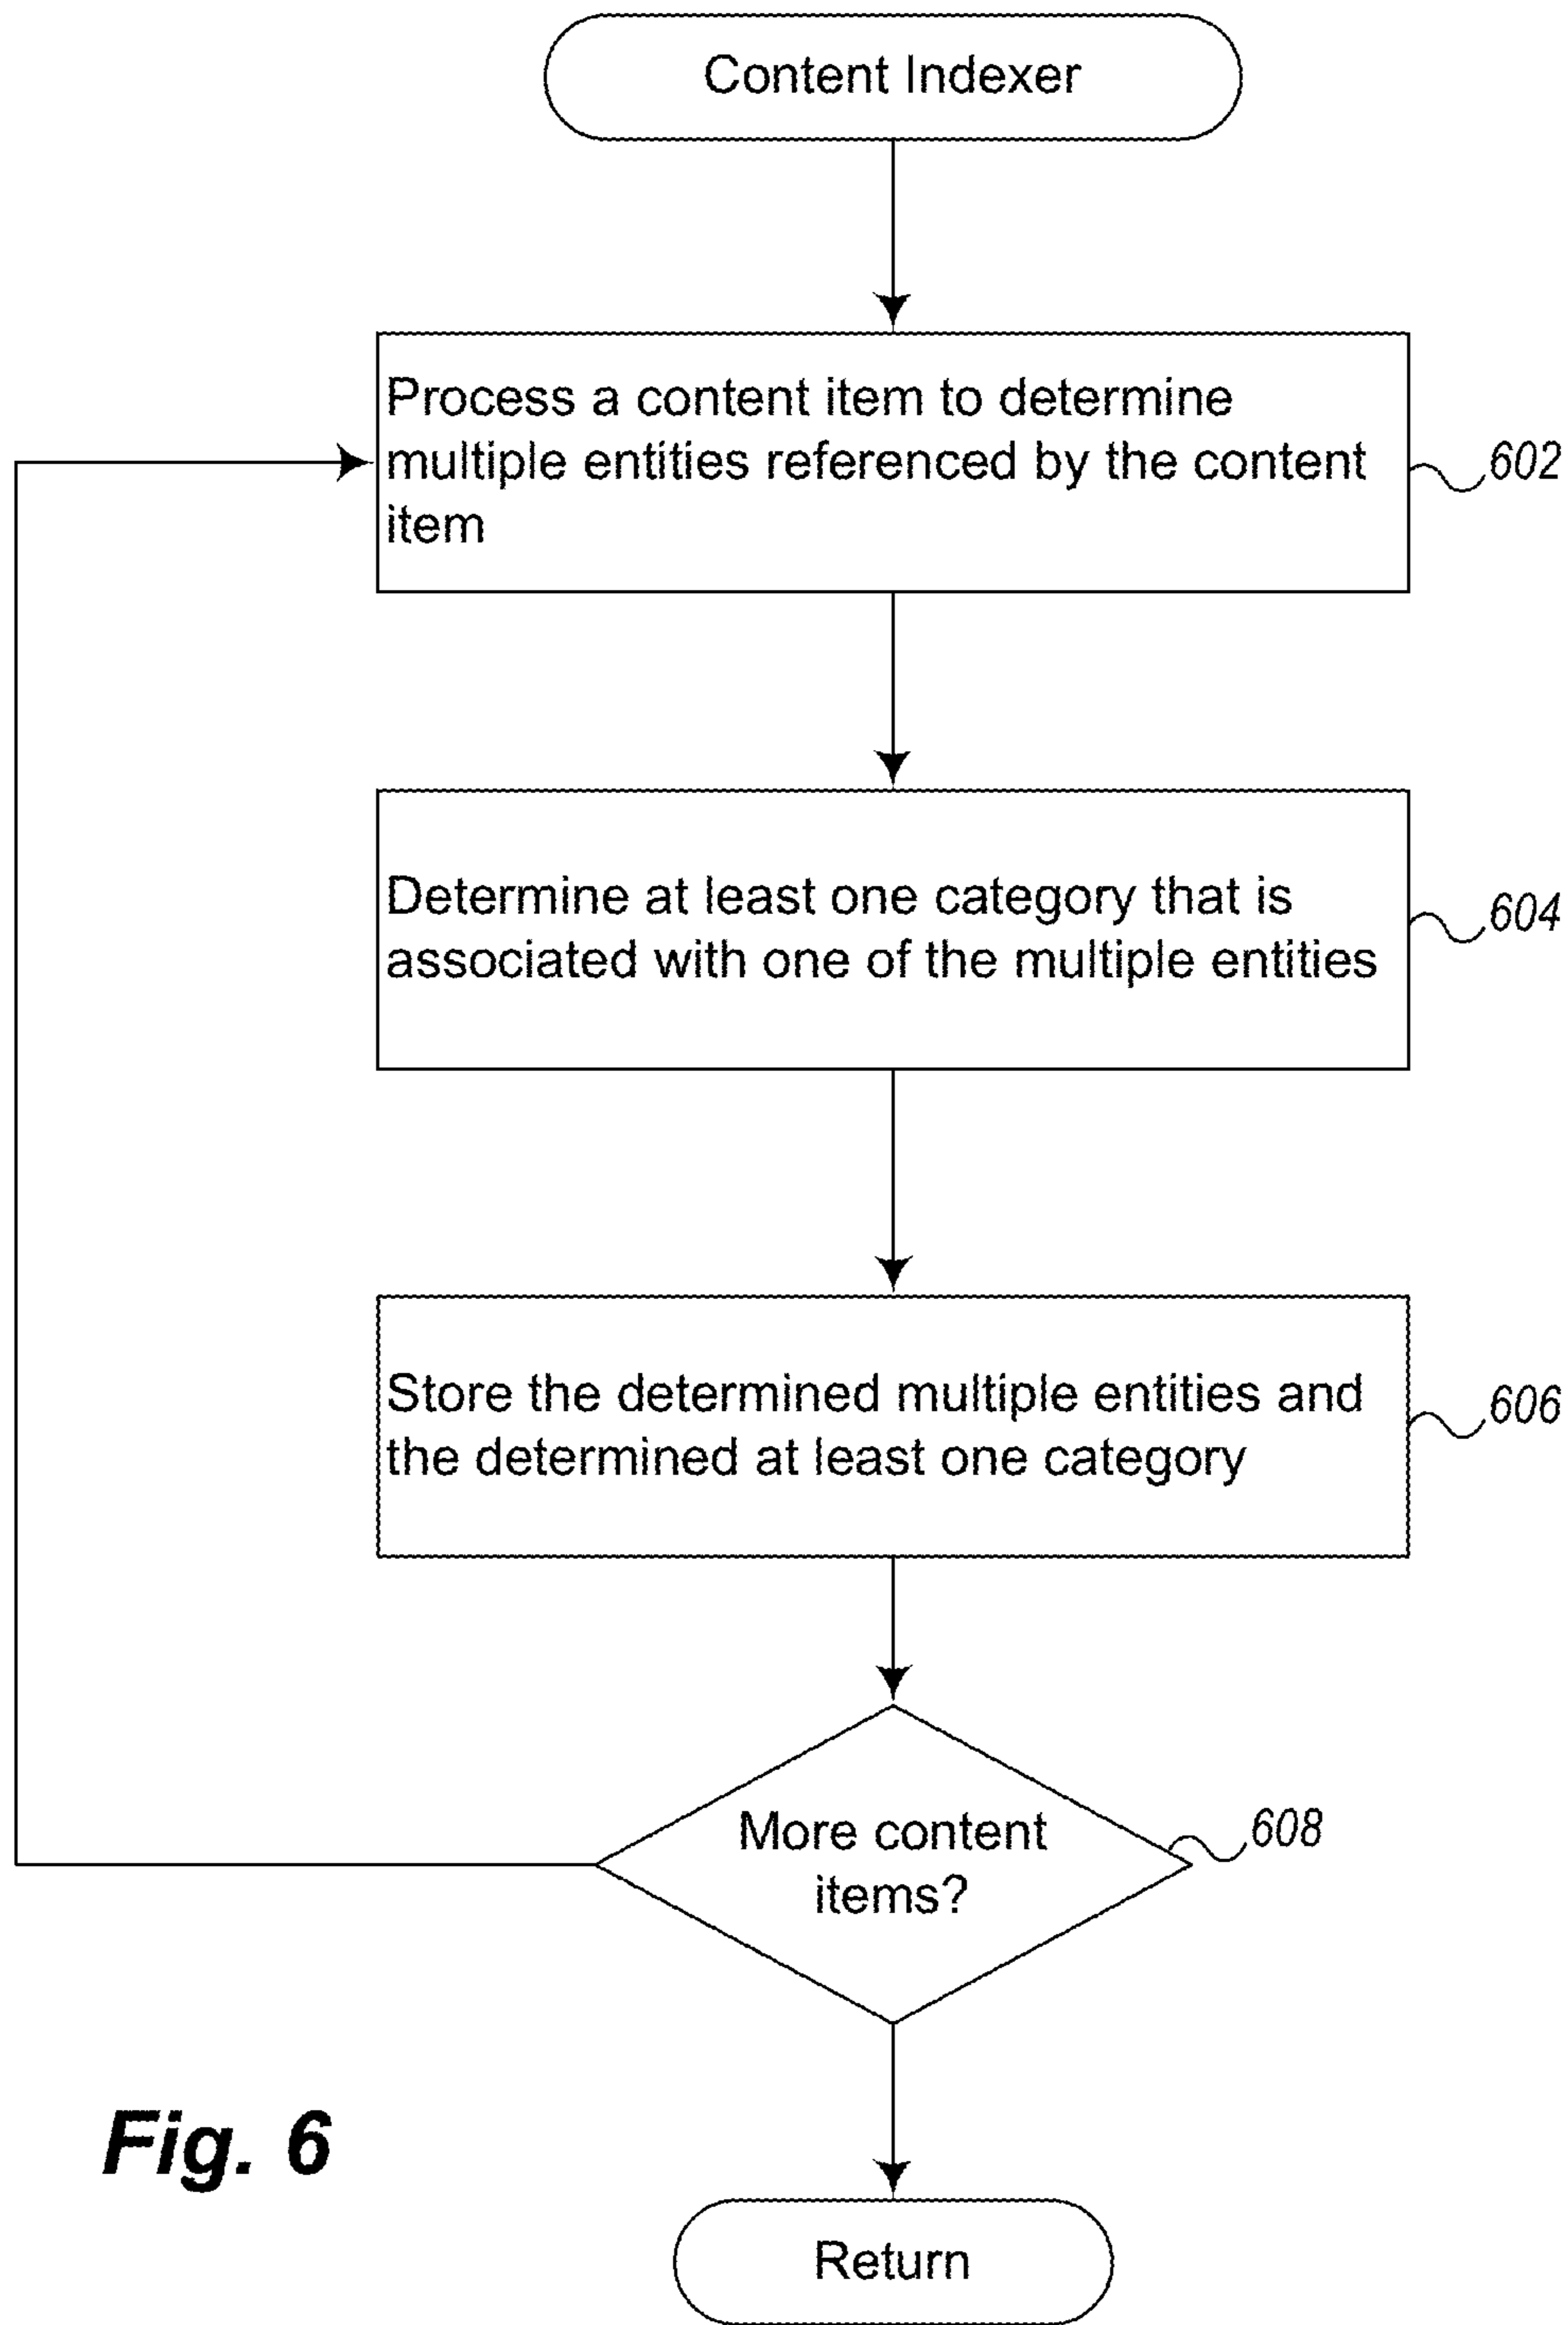 Content Indexer
Process a content item to determine
multiple entities referenced by the content
item
602
Determine at least one category that is
associated with one of the multiple entities
604
Store the determined multiple entities and
the determined at least one category
606
More content
items?
608
Fig. 6
Return